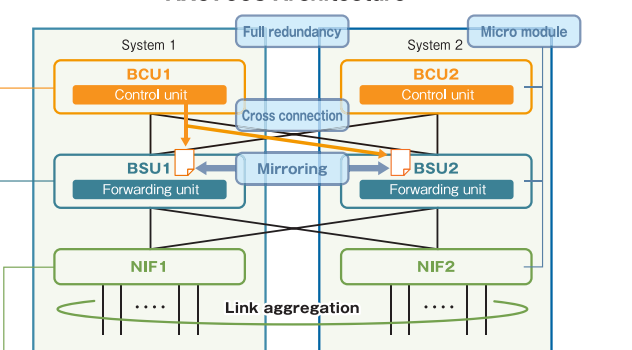 Full redundancy
Micro module
System 1
System 2
BCU1
Control unit
BCU2
Control unit
Cross connection
BSU1
Forwarding unit
Mirroring
BSU2
Forwarding unit
NIF1
NIF2
....
....
Link aggregation